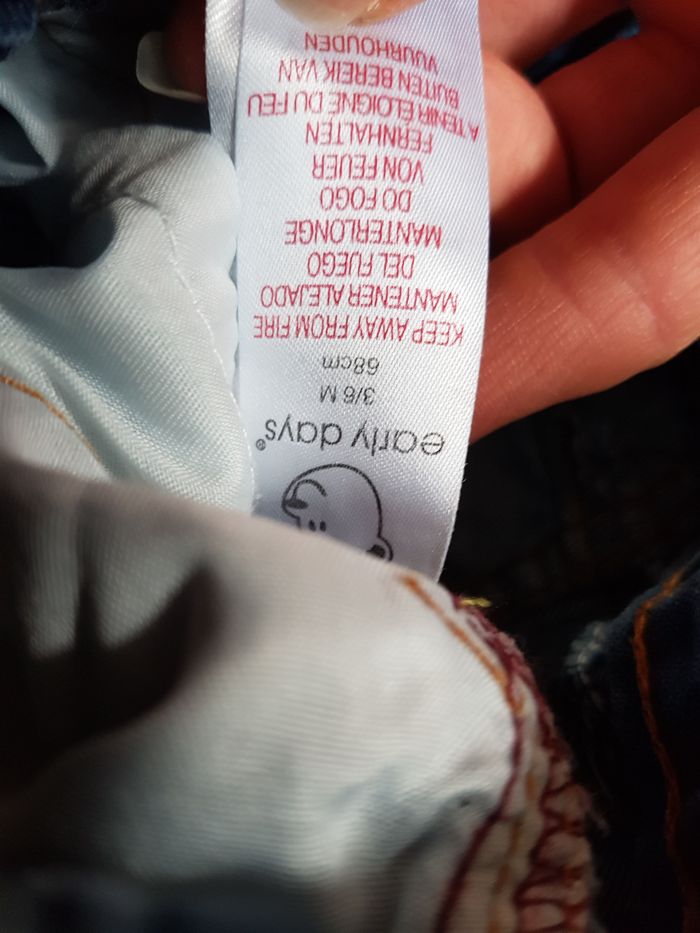 early days®
3/6 M
68cm
KEEP AWAY FROM FIRE
MANTENER ALEJADO
DEL FUEGO
MANTERLONGE
DO FOGO
VON FEUER
FERNHALTEN
A TENIR ÉLOIGNÉ DU FEU
BUITEN BEREIK VAN
VUURHOUDEN